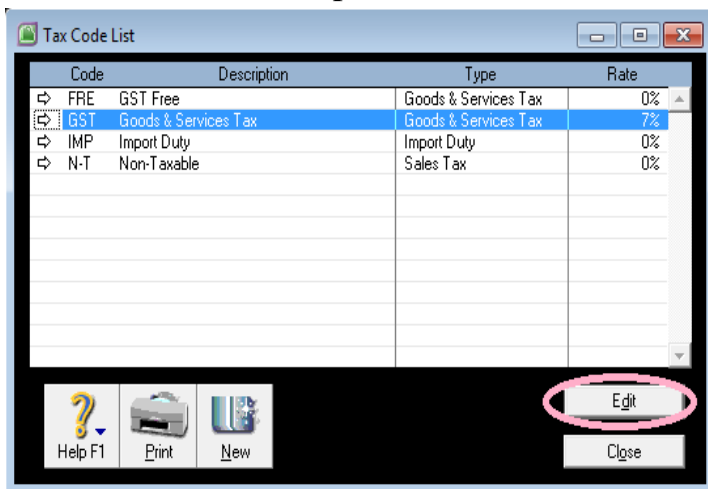 Tax Code List
Code Description Type Rate
FRE GST Free Goods & Services Tax 0%
GST Goods & Services Tax Goods & Services Tax 7%
IMP Import Duty Import Duty 0%
N-T Non-Taxable Sales Tax 0%
Edit
Help F1 Print New Close